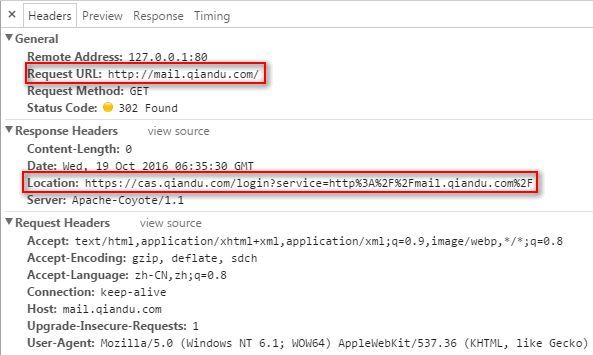 × Headers Preview Response Timing
▼ General
Remote Address: 127.0.0.1:80
Request URL: http://mail.qiandu.com/
Request Method: GET
Status Code: 302 Found
▼ Response Headers view source
Content-Length: 0
Date: Wed, 19 Oct 2016 06:35:30 GMT
Location: https://cas.qiandu.com/login?service=http%3A%2F%2Fmail.qiandu.com%2F
Server: Apache-Coyote/1.1
▼ Request Headers view source
Accept: text/html,application/xhtml+xml,application/xml;q=0.9,image/webp,*/*;q=0.8
Accept-Encoding: gzip, deflate, sdch
Accept-Language: zh-CN,zh;q=0.8
Connection: keep-alive
Host: mail.qiandu.com
Upgrade-Insecure-Requests: 1
User-Agent: Mozilla/5.0 (Windows NT 6.1; WOW64) AppleWebKit/537.36 (KHTML, like Gecko)